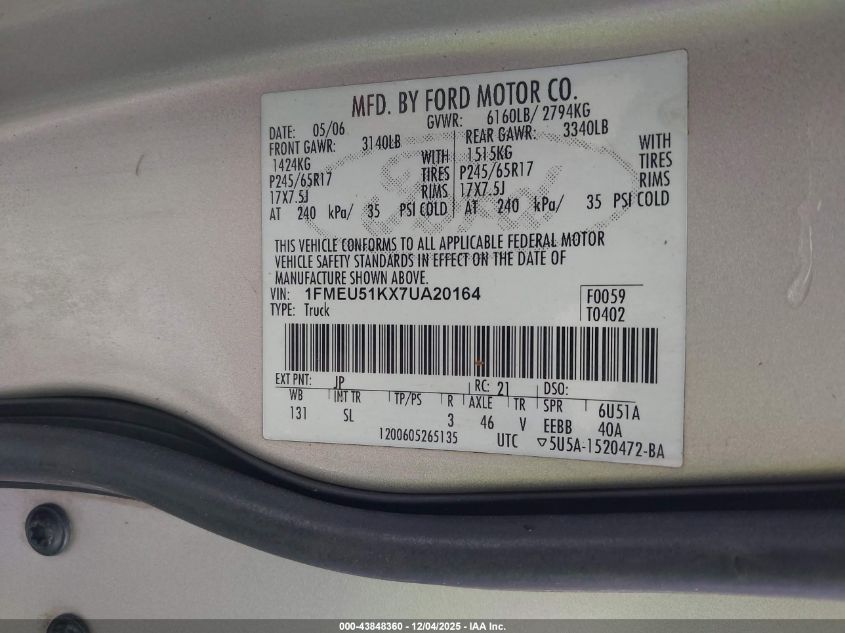 MFD. BY FORD MOTOR CO.
DATE: 05/06 GVWR: 6160LB/ 2794KG
FRONT GAWR: 3140LB REAR GAWR: 3340LB
1424KG WITH 1515KG WITH
P245/65R17 TIRES P245/65R17 TIRES
17X7.5J RIMS 17X7.5J RIMS
AT 240 kPa/ 35 PSI COLD AT 240 kPa/ 35 PSI COLD
THIS VEHICLE CONFORMS TO ALL APPLICABLE FEDERAL MOTOR
VEHICLE SAFETY STANDARDS IN EFFECT ON THE DATE OF
MANUFACTURE SHOWN ABOVE.
VIN: 1FMEU51KX7UA20164 F0059
TYPE: Truck T0402
EXT PNT: JP RC: 21 DSO:
WB INT TR TP/PS R AXLE TR SPR 6U51A
131 SL 3 46 V EEBB 40A
1200605265135 UTC ▽5U5A-1520472-BA
000-43848360 - 12/04/2025 - IAA Inc.